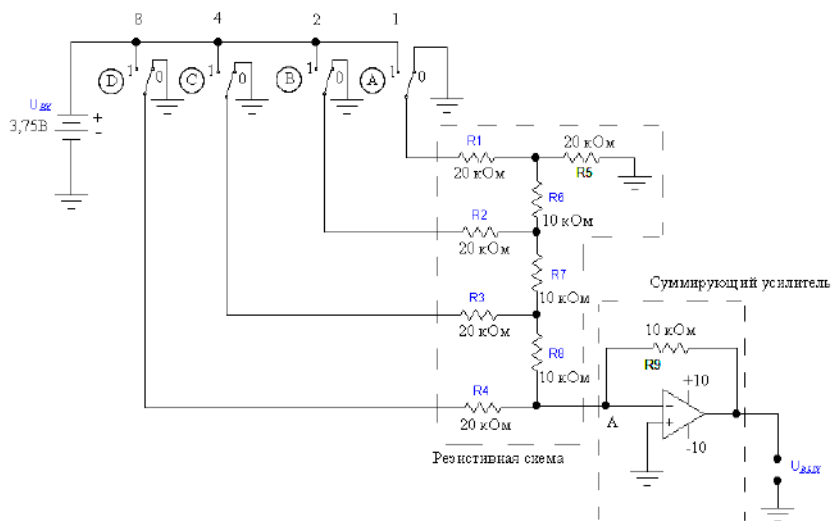 8 4 2 1
D 1 0 C 1 0 B 1 0 A 1 0
U вх
3,75В
+
-
R1
20 кОм
20 кОм
R5
R6
10 кОм
R2
20 кОм
R7
10 кОм
R3
20 кОм
R8
10 кОм
R4
20 кОм
Резистивная схема
Суммирующий усилитель
10 кОм
R9
+10
-
+
-10
A
U вых